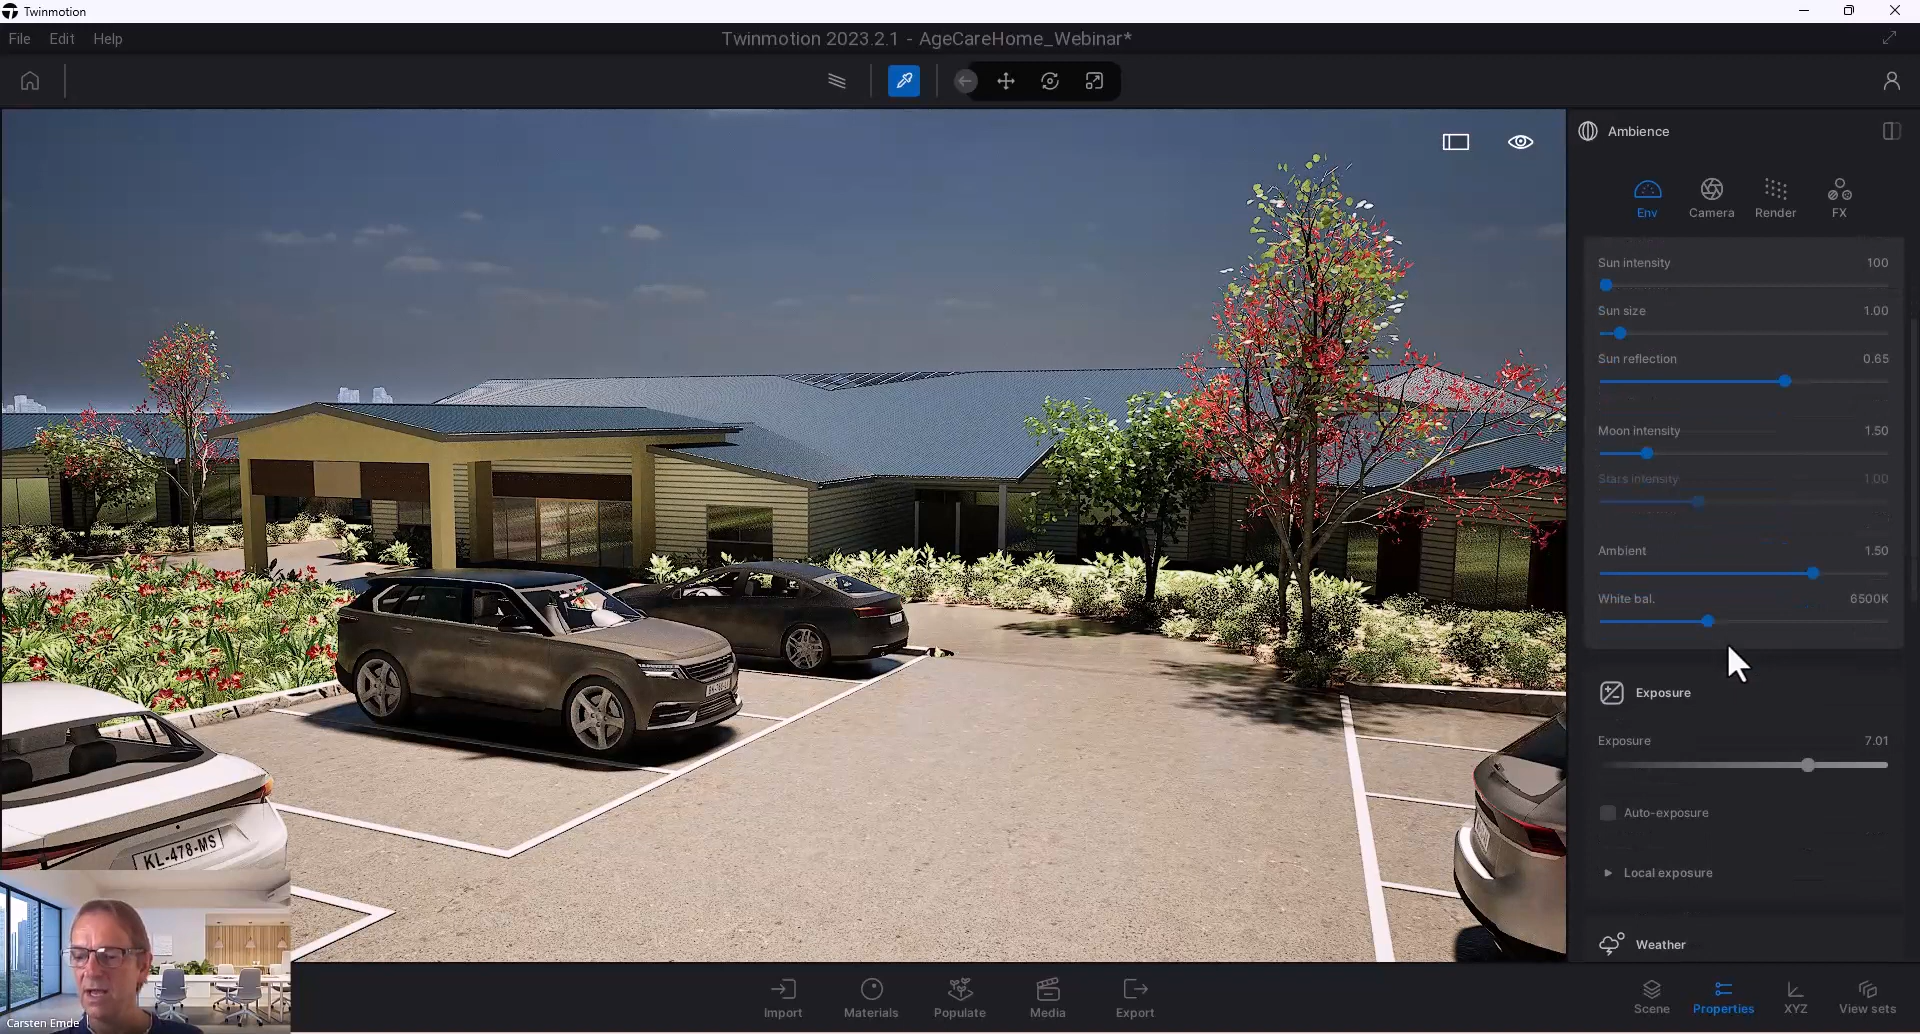 Twinmotion
File Edit Help
Twinmotion 2023.2.1 - AgeCareHome_Webinar*
Ambience
Env Camera Render FX
Sun intensity 100
Sun size 1.00
Sun reflection 0.65
Moon intensity 1.50
Stars intensity 1.00
Ambient 1.50
White bal. 6500K
Exposure
Exposure 7.01
Auto-exposure
Local exposure
Weather
KL-478-MS
Carsten Emde
Import Materials Populate Media Export
Scene Properties XYZ View sets